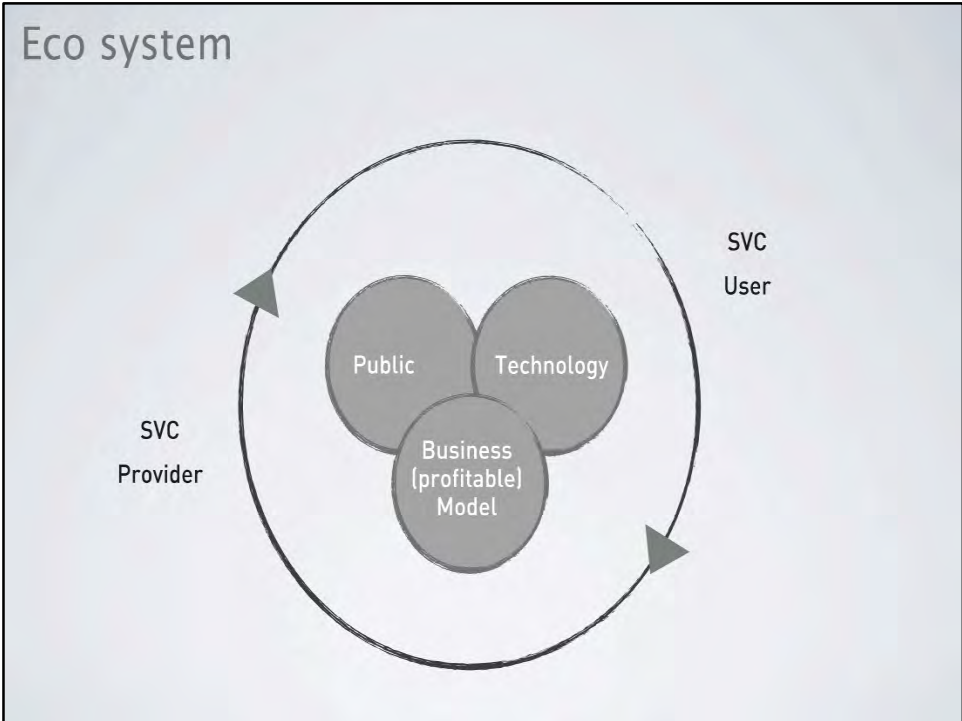 Eco system
SVC
User
Public
Technology
Business
(profitable)
Model
SVC
Provider